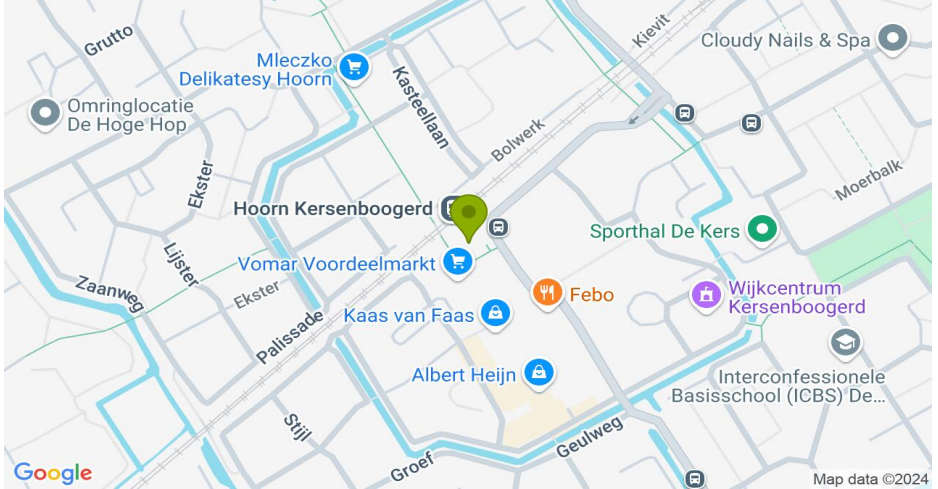 Grutto
Kievit
Cloudy Nails & Spa
Mleczko
Delikatesy Hoorn
Kasteellaan
Omringlocatie
De Hoge Hop
Bolwerk
Ekster
Moerbalk
Hoorn Kersenboogerd
Sporthal De Kers
Lijster
Vomar Voordeelmarkt
Zaanweg
Ekster
Febo
Wijkcentrum
Kersenboogerd
Palissade
Kaas van Faas
Albert Heijn
Interconfessionele
Basisschool (ICBS) De...
Stijl
Geulweg
Groef
Google
Map data ©2024